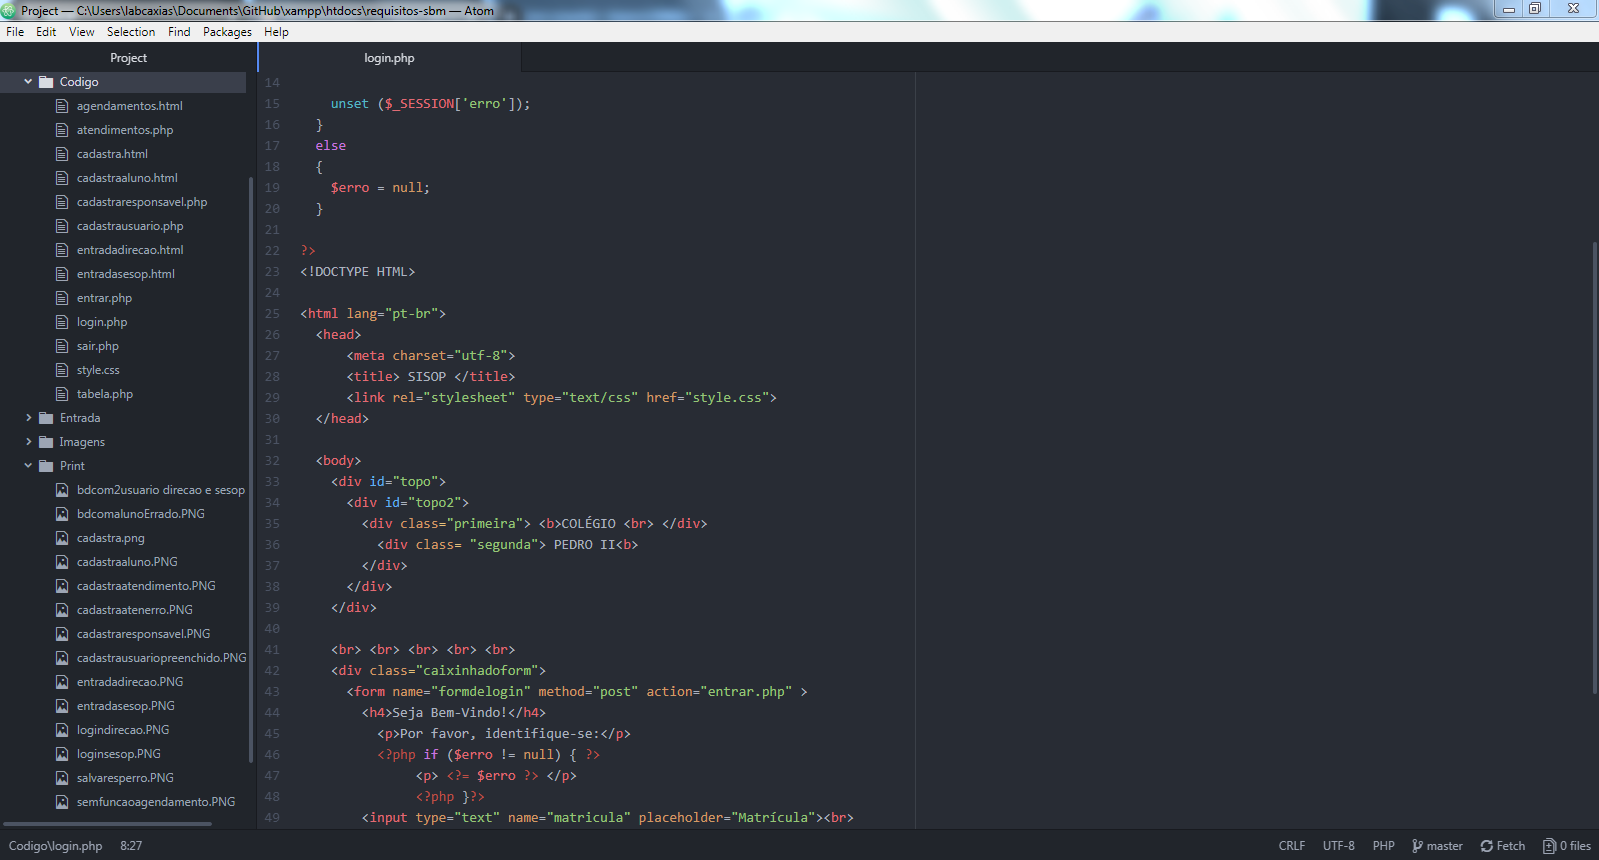 Project — C:\Users\labcaxias\Documents\GitHub\xampp\htdocs\requisitos-sbm — Atom
File Edit View Selection Find Packages Help
Project
Codigo
agendamentos.html
atendimentos.php
cadastra.html
cadastraaluno.html
cadastraresponsavel.php
cadastrausuario.php
entradadirecao.html
entradasesop.html
entrar.php
login.php
sair.php
style.css
tabela.php
Entrada
Imagens
Print
bdcom2usuario direcao e sesop
bdcomalunoErrado.PNG
cadastra.png
cadastraaluno.PNG
cadastraatendimento.PNG
cadastraatenerro.PNG
cadastraresponsavel.PNG
cadastrausuariopreenchido.PNG
entradadirecao.PNG
entradasesop.PNG
logindirecao.PNG
loginsesop.PNG
salvaresperro.PNG
semfuncaoagendamento.PNG
login.php
14
15 unset ($_SESSION['erro']);
16 }
17 else
18 {
19 $erro = null;
20 }
21
22 ?>
23 <!DOCTYPE HTML>
24
25 <html lang="pt-br">
26 <head>
27 <meta charset="utf-8">
28 <title> SISOP </title>
29 <link rel="stylesheet" type="text/css" href="style.css">
30 </head>
31
32 <body>
33 <div id="topo">
34 <div id="topo2">
35 <div class="primeira"> <b>COLÉGIO <br> </div>
36 <div class= "segunda"> PEDRO II<b>
37 </div>
38 </div>
39 </div>
40
41 <br> <br> <br> <br> <br>
42 <div class="caixinhadoform">
43 <form name="formdelogin" method="post" action="entrar.php" >
44 <h4>Seja Bem-Vindo!</h4>
45 <p>Por favor, identifique-se:</p>
46 <?php if ($erro != null) { ?>
47 <p> <?= $erro ?> </p>
48 <?php }?>
49 <input type="text" name="matricula" placeholder="Matrícula"><br>
Codigo\login.php 8:27 CRLF UTF-8 PHP master Fetch 0 files